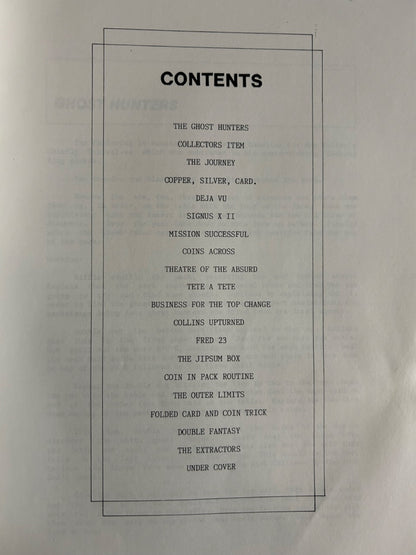 CONTENTS
THE GHOST HUNTERS
COLLECTORS ITEM
THE JOURNEY
COPPER, SILVER, CARD.
DEJA VU
SIGNUS X II
MISSION SUCCESSFUL
COINS ACROSS
THEATRE OF THE ABSURD
TETE A TETE
BUSINESS FOR THE TOP CHANGE
COLLINS UPTURNED
FRED 23
THE JIPSUM BOX
COIN IN PACK ROUTINE
THE OUTER LIMITS
FOLDED CARD AND COIN TRICK
DOUBLE FANTASY
THE EXTRACTORS
UNDER COVER
GHOST HUNTERS